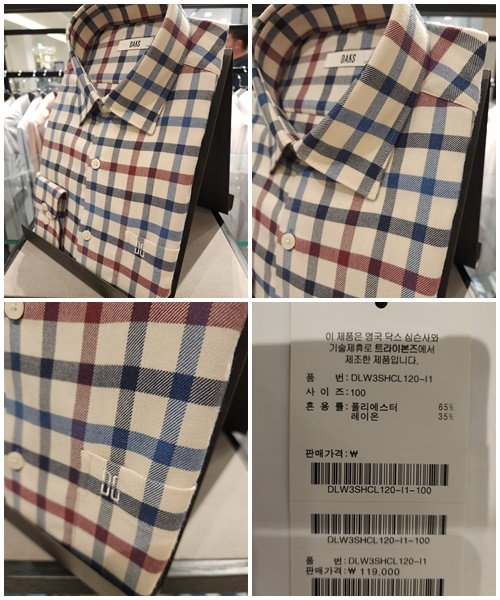 DAKS
DAKS
이 제품은 영국 닥스 심슨사와
기술제휴로 트라이본즈에서
제조한 제품입니다.
품 번: DLW3SHCL120-I1
사 이 즈: 100
혼 용 률: 폴리에스터 65%
레이온 35%
판매가격: ₩
DLW3SHCL120-I1-100
DLW3SHCL120-I1-100
품 번: DLW3SHCL120-I1
판매가격: ₩ 119,000